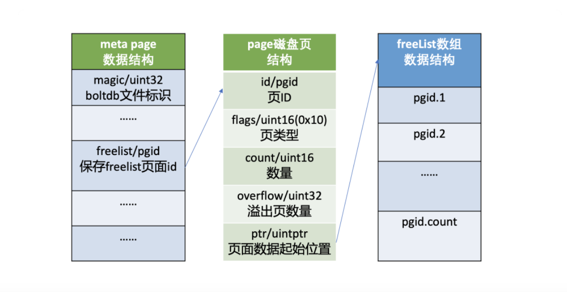 meta page
数据结构
magic/uint32
boltdb文件标识
……
freelist/pgid
保存freelist页面id
……
……
page磁盘页
结构
id/pgid
页ID
flags/uint16(0x10)
页类型
count/uint16
数量
overflow/uint32
溢出页数量
ptr/uintptr
页面数据起始位置
freeList数组
数据结构
pgid.1
pgid.2
……
pgid.count